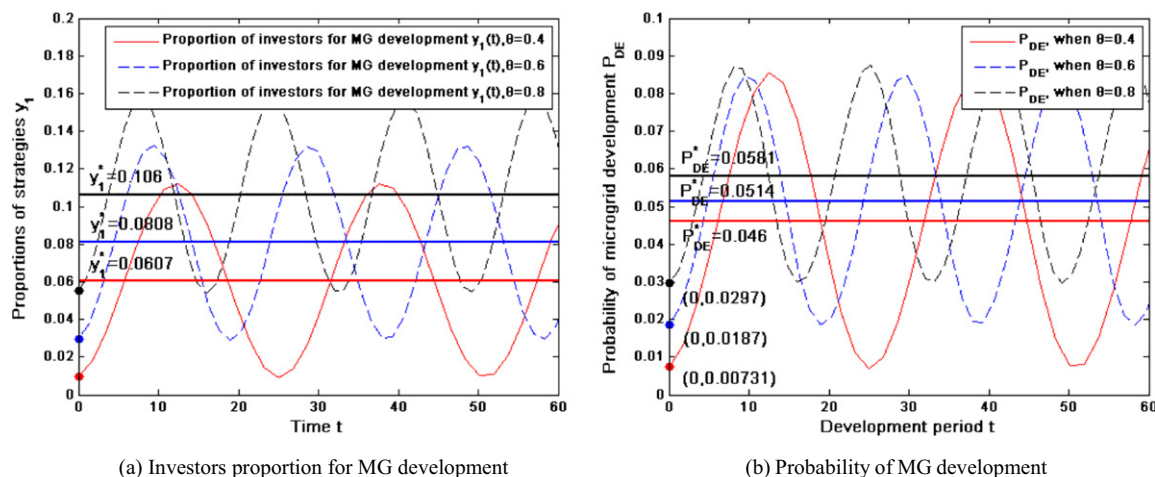 0.2
0.18
0.16
0.14
0.12
0.1
0.08
0.06
0.04
0.02
0
Proportions of strategies y1
Proportion of investors for MG development y1(t),θ=0.4
Proportion of investors for MG development y1(t),θ=0.6
Proportion of investors for MG development y1(t),θ=0.8
y1*=0.106
y1*=0.0808
y1*=0.0607
0 10 20 30 40 50 60
Time t
(a) Investors proportion for MG development
0.1
0.09
0.08
0.07
0.06
0.05
0.04
0.03
0.02
0.01
0
Probability of microgrid development PDE
PDE, when θ=0.4
PDE, when θ=0.6
PDE, when θ=0.8
P*DE=0.0581
P*DE=0.0514
P*DE=0.046
(0,0.0297)
(0,0.0187)
(0,0.00731)
0 10 20 30 40 50 60
Development period t
(b) Probability of MG development